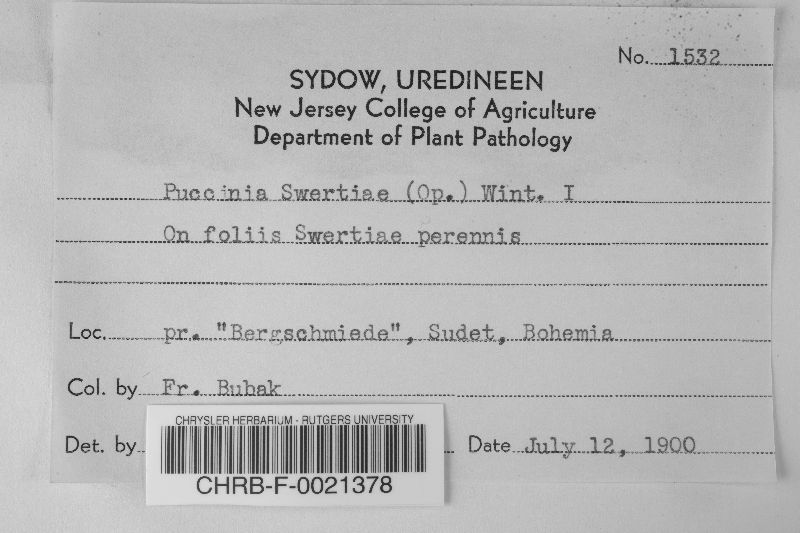 No. 1532
SYDOW, UREDINEEN
New Jersey College of Agriculture
Department of Plant Pathology
Puccinia Swertiae (Op.) Wint. I
On foliis Swertiae perennis
Loc. pr. "Bergschmiede", Sudet, Bohemia
Col. by Fr. Bubak
Det. by
Date July 12, 1900
CHRYSLER HERBARIUM - RUTGERS UNIVERSITY
CHRB-F-0021378